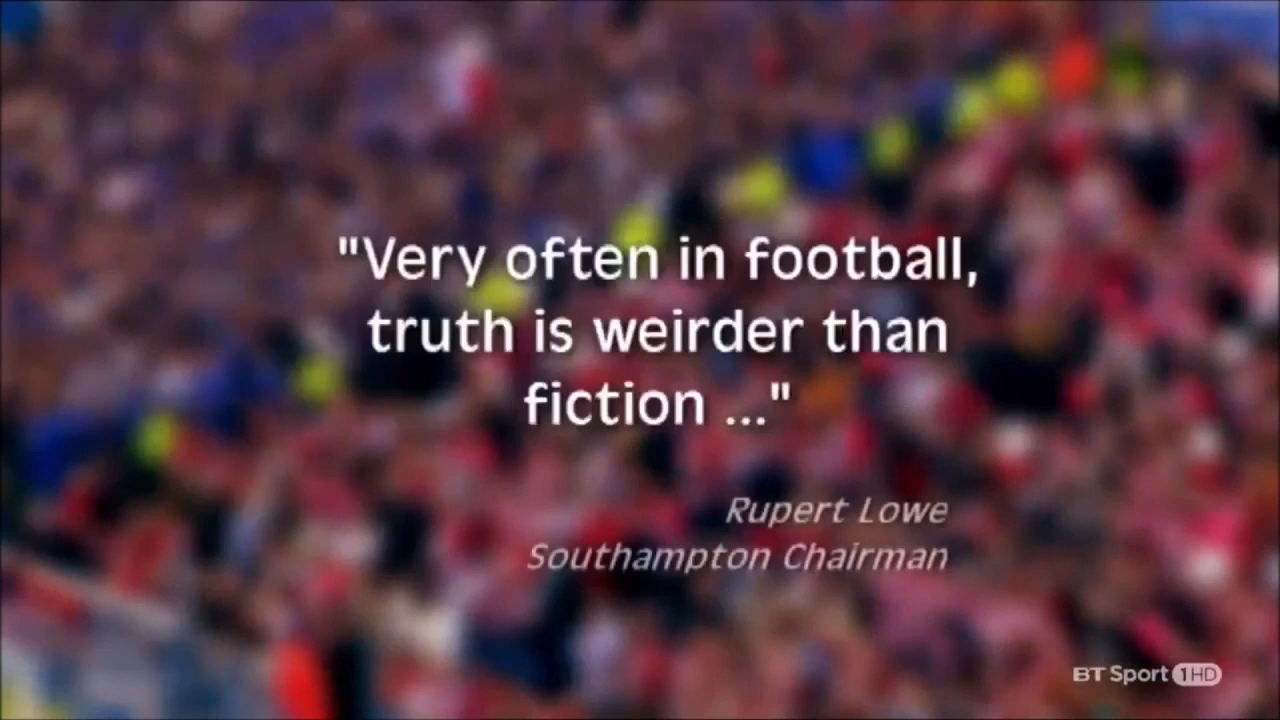 "Very often in football,
truth is weirder than
fiction ..."
Rupert Lowe
Southampton Chairman
BT Sport 1HD